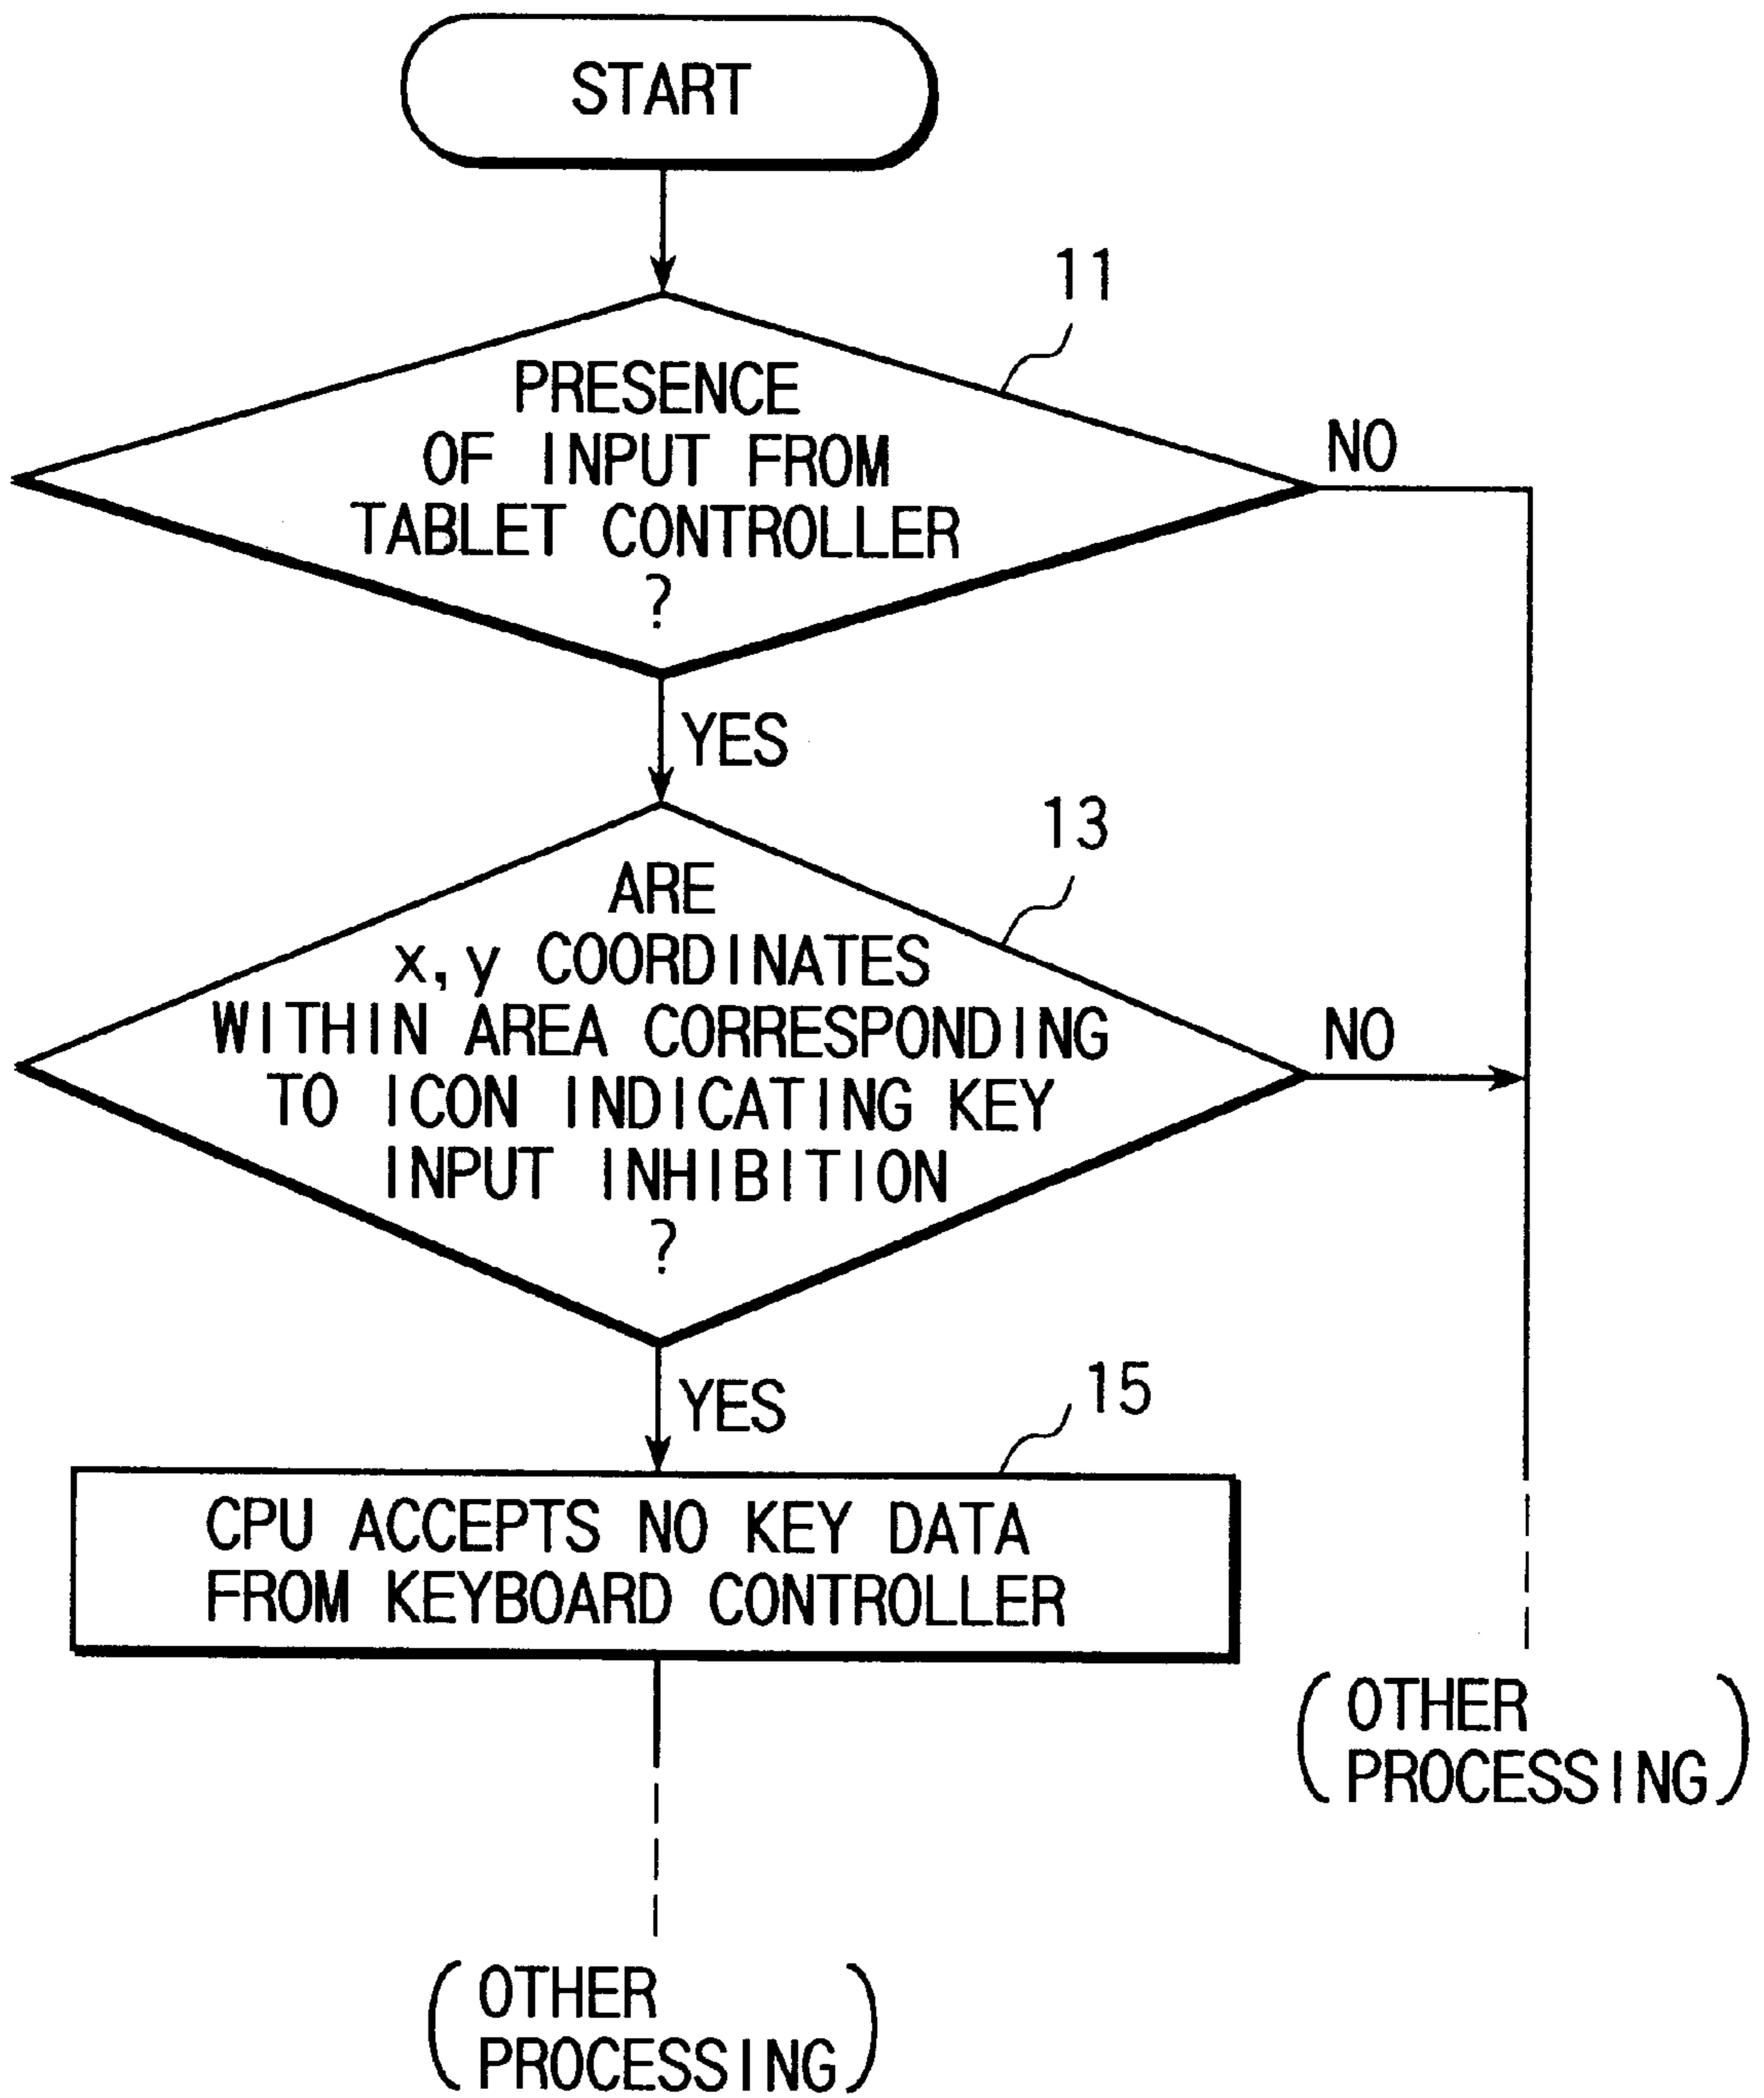 START
11
PRESENCE
OF INPUT FROM
TABLET CONTROLLER
?
NO
YES
13
ARE
x, y COORDINATES
WITHIN AREA CORRESPONDING
TO ICON INDICATING KEY
INPUT INHIBITION
?
NO
YES
15
CPU ACCEPTS NO KEY DATA
FROM KEYBOARD CONTROLLER
(OTHER
PROCESSING)
(OTHER
PROCESSING)